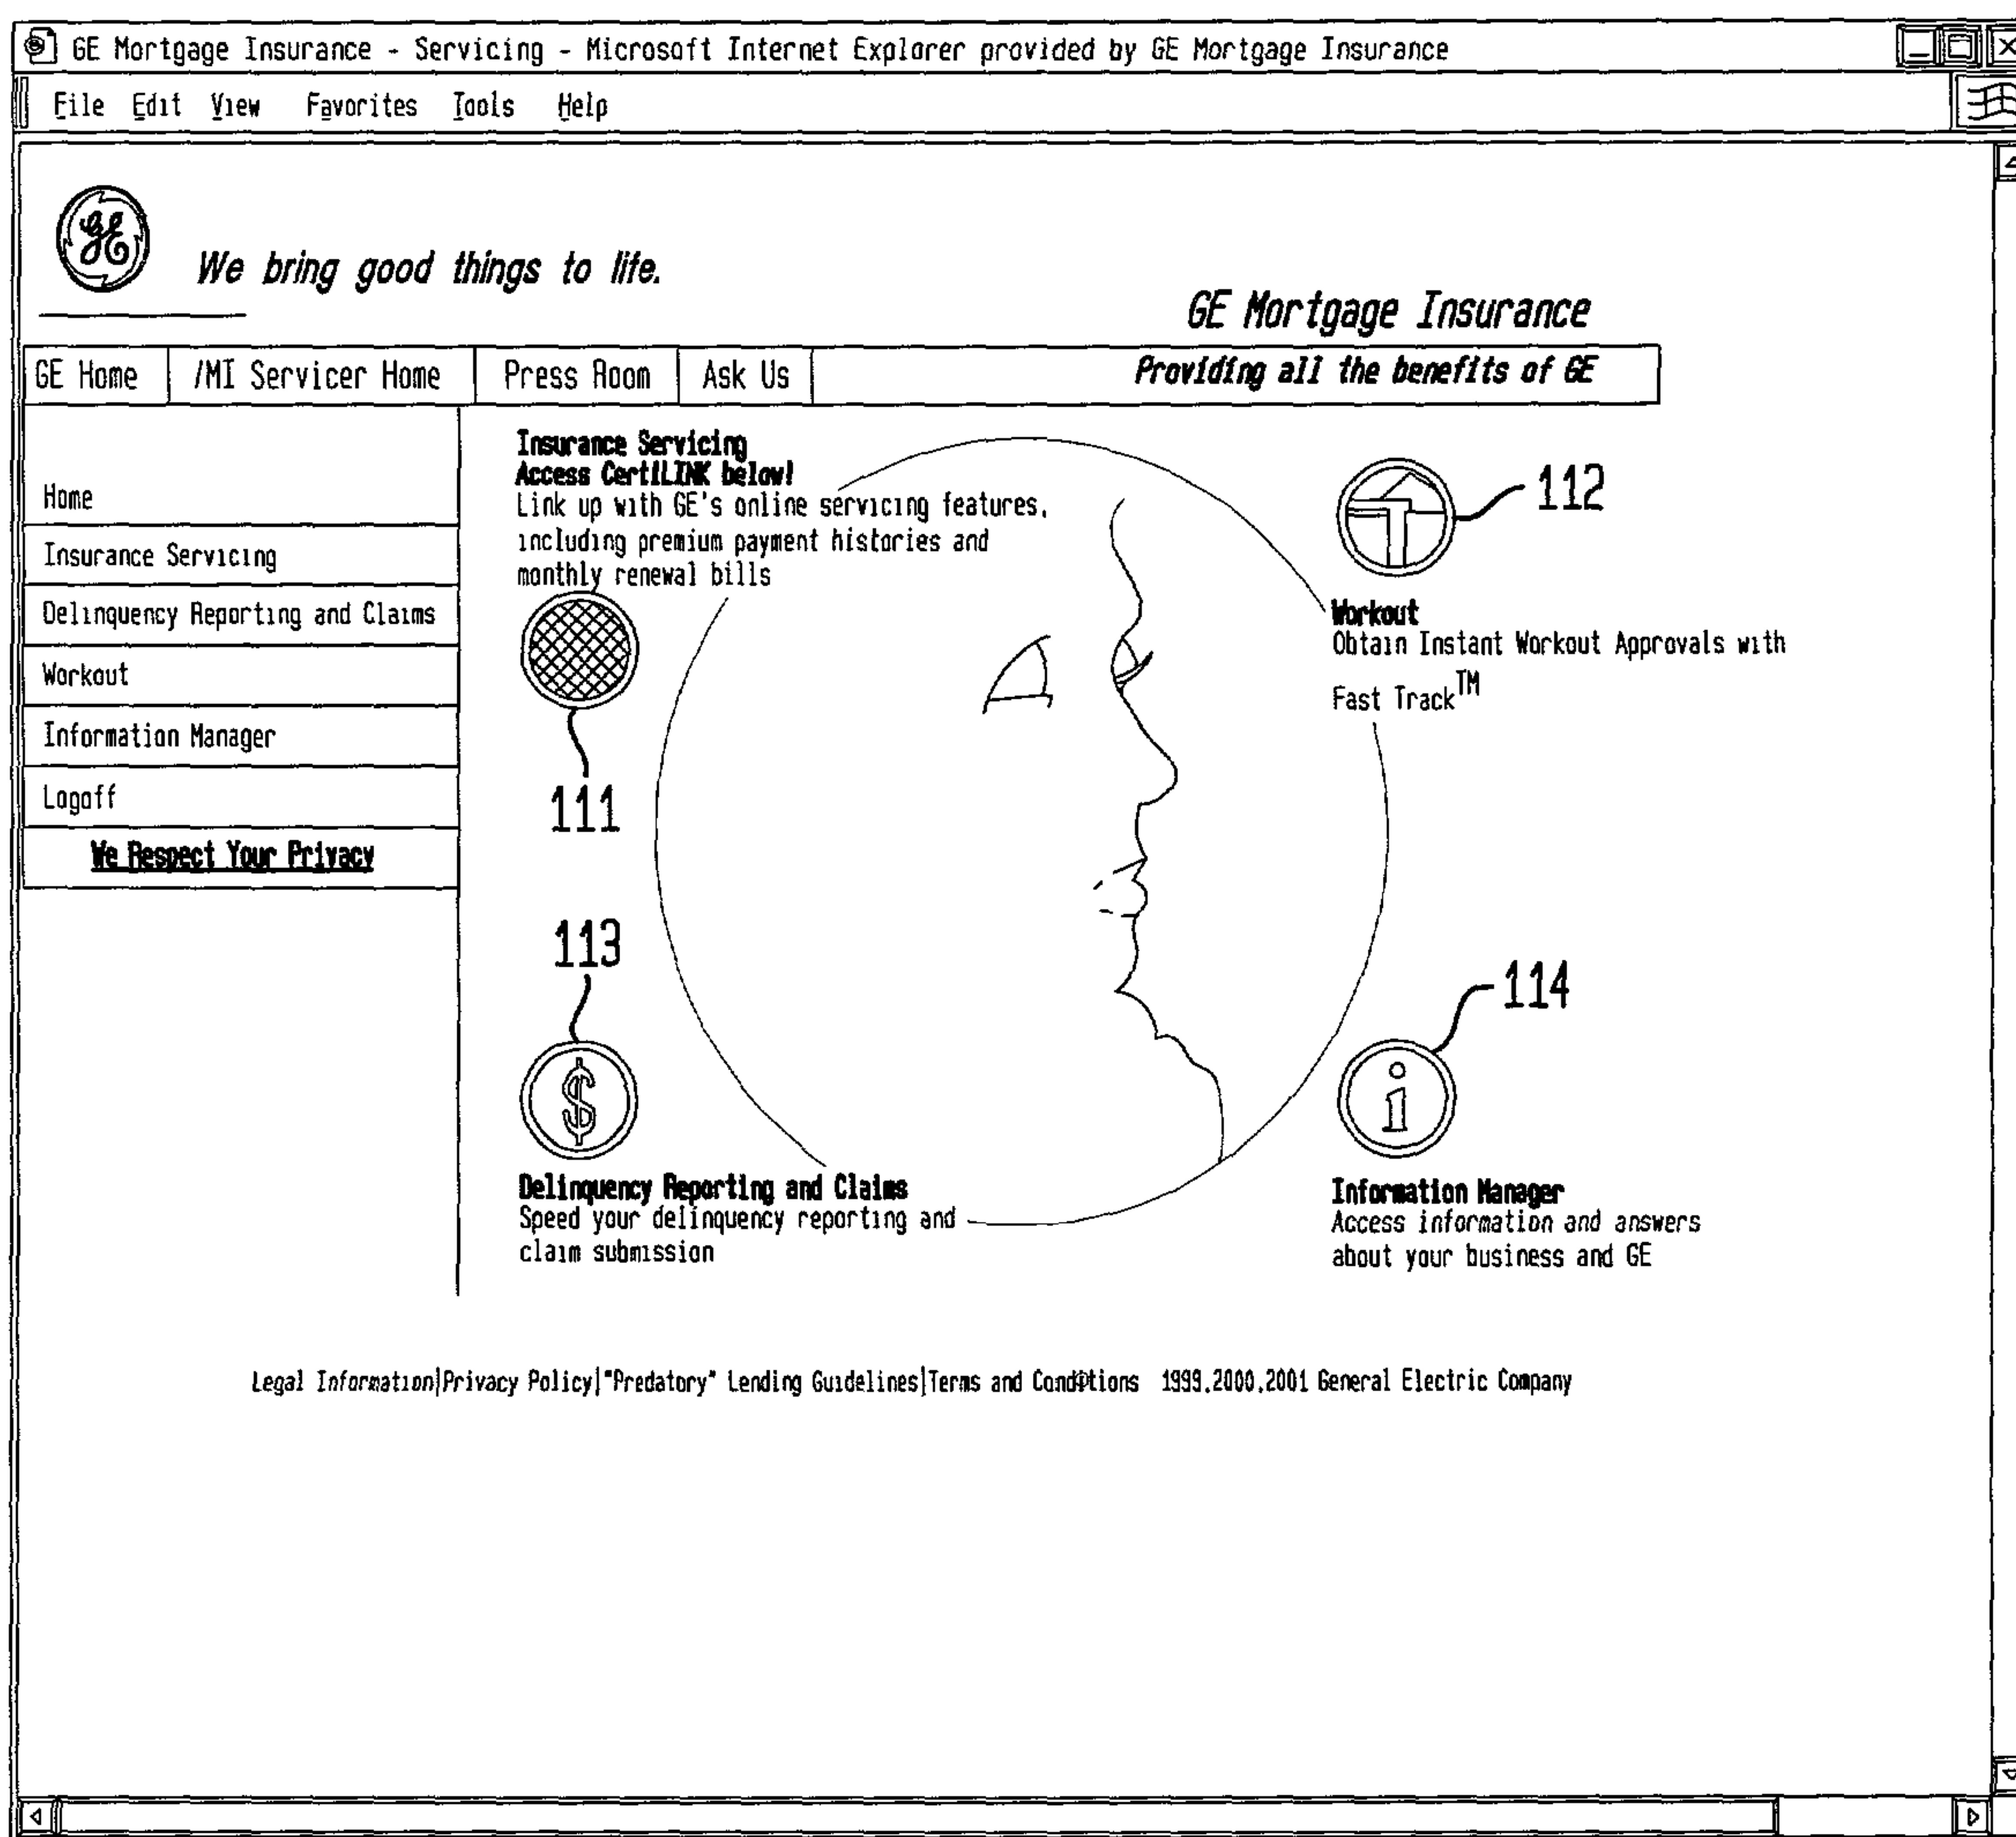 GE Mortgage Insurance - Servicing - Microsoft Internet Explorer provided by GE Mortgage Insurance
File Edit View Favorites Tools Help
GE
We bring good things to life.
GE Mortgage Insurance
GE Home /MI Servicer Home Press Room Ask Us Providing all the benefits of GE
Home
Insurance Servicing
Delinquency Reporting and Claims
Workout
Information Manager
Logoff
We Respect Your Privacy
Insurance Servicing
Access CertiLINK below!
Link up with GE's online servicing features,
including premium payment histories and
monthly renewal bills
111
112
Workout
Obtain Instant Workout Approvals with
Fast Track™
113
$
Delinquency Reporting and Claims
Speed your delinquency reporting and
claim submission
114
i
Information Manager
Access information and answers
about your business and GE
Legal Information|Privacy Policy|"Predatory" Lending Guidelines|Terms and Conditions 1999,2000,2001 General Electric Company